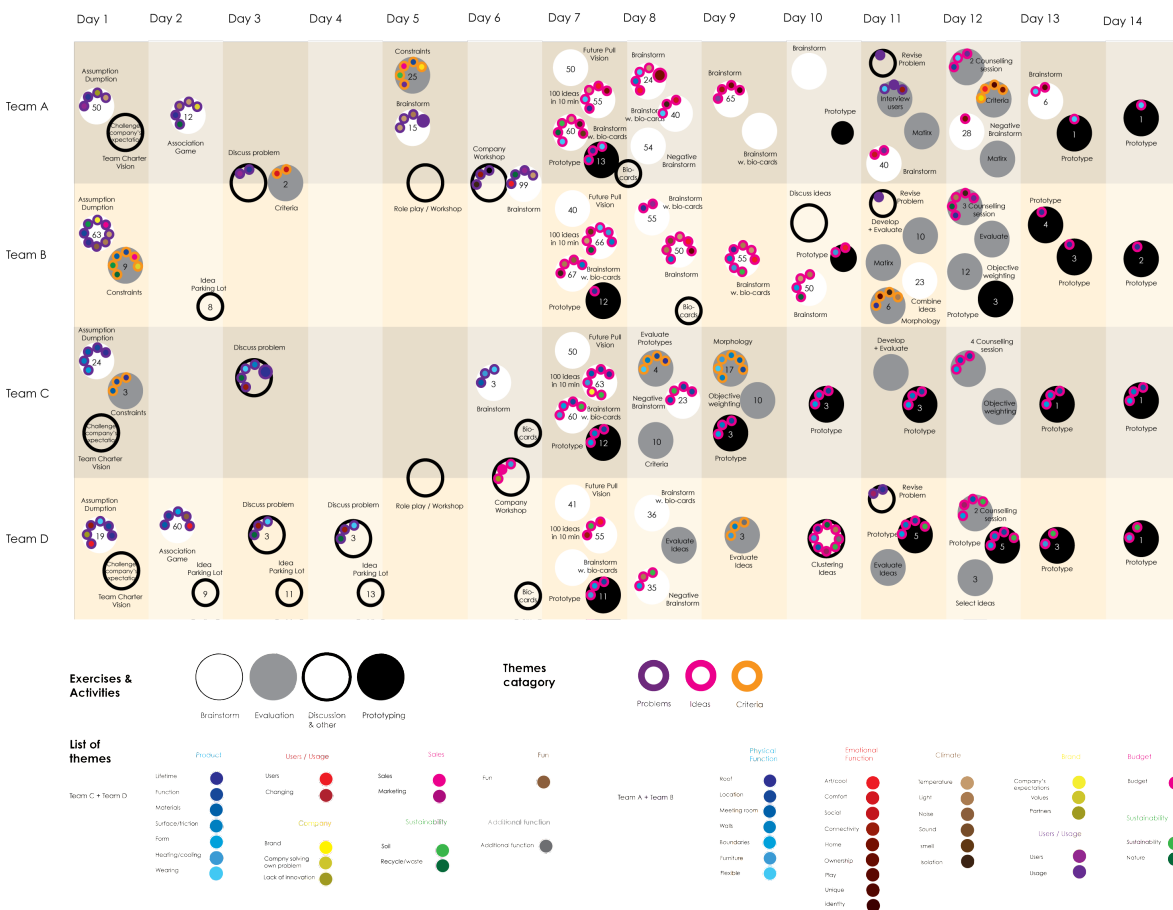 Day 1
Day 2
Day 3
Day 4
Day 5
Day 6
Day 7
Day 8
Day 9
Day 10
Day 11
Day 12
Day 13
Day 14
Team A
Assumption
Dumption
50
Challenge
company's
expectation
Team Charter
Vision
12
Association
Game
Discuss problem
2
Criteria
Constraints
25
Brainstorm
15
Role play / Workshop
Company
Workshop
99
Brainstorm
Future Pull
Vision
50
100 Ideas
in 10 min
55
60
Brainstorm
w. bio-cards
Prototype
13
Brainstorm
24
Brainstorm
w. bio-cards
40
54
Negative
Brainstorm
Bio-
cards
Brainstorm
65
Brainstorm
w. bio-cards
Brainstorm
Prototype
Revise
Problem
Interview
users
Matirx
40
Brainstorm
2 Counselling
session
Criteria
28
Negative
Brainstorm
Matirx
Brainstorm
6
1
Prototype
1
Prototype
Team B
Assumption
Dumption
63
9
Constraints
Idea
Parking Lot
8
Future Pull
Vision
40
100 Ideas
in 10 min
66
67
Brainstorm
w. bio-cards
Prototype
12
55
50
Brainstorm
Bio-
cards
55
Brainstorm
w. bio-cards
Discuss Ideas
Prototype
50
Brainstorm
Revise
Problem
Develop
+ Evaluate
10
Matirx
23
Combine
Ideas
6
Morphology
3 Counselling
session
Evaluate
12
Objective
weighting
Prototype
3
Prototype
4
3
Prototype
2
Prototype
Team C
Assumption
Dumption
24
3
Constraints
Challenge
company's
expectation
Team Charter
Vision
Discuss problem
3
Role play / Workshop
3
Brainstorm
Bio-
cards
Company
Workshop
Future Pull
Vision
50
100 Ideas
in 10 min
63
60
Brainstorm
w. bio-cards
Prototype
12
Evaluate
Prototypes
4
Negative
Brainstorm
23
10
Criteria
Morphology
17
Objective
weighting
10
3
Prototype
3
Prototype
Develop
+ Evaluate
3
Prototype
4 Counselling
session
Objective
weighting
1
Prototype
1
Prototype
Team D
Assumption
Dumption
19
Challenge
company's
expectation
Team Charter
Vision
60
Association
Game
Idea
Parking Lot
9
Discuss problem
3
Idea
Parking Lot
11
Discuss problem
3
Idea
Parking Lot
13
Bio-
cards
Future Pull
Vision
41
100 Ideas
in 10 min
55
Brainstorm
w. bio-cards
Prototype
11
Brainstorm
w. bio-cards
36
Evaluate
Ideas
35
Negative
Brainstorm
3
Evaluate
Ideas
Clustering
Ideas
Revise
Problem
Prototype
5
Evaluate
Ideas
2 Counselling
session
Prototype
5
3
Select Ideas
3
Prototype
1
Prototype
Exercises &
Activities
Brainstorm
Evaluation
Discussion
& other
Prototyping
Themes
catagory
Problems
Ideas
Criteria
List of
themes
Team C + Team D
Product
Lifetime
Function
Materials
Surface/friction
Form
Heating/cooling
Wearing
Users / Usage
Users
Changing
Company
Brand
Compny solving
own problem
Lack of innovation
Sales
Sales
Marketing
Sustainability
Soil
Recycle/waste
Fun
Fun
Additional function
Additional function
Team A + Team B
Physical
Function
Roof
Location
Meeting room
Walls
Boundaries
Furniture
Flexible
Emotional
Function
Art/cool
Comfort
Social
Connectivity
Home
Ownership
Play
Unique
Identity
Climate
Temperature
Light
Noise
Sound
smell
Isolation
Brand
Company's
expectations
Values
Partners
Users / Usage
Users
Usage
Budget
Budget
Sustainability
Sustainability
Nature